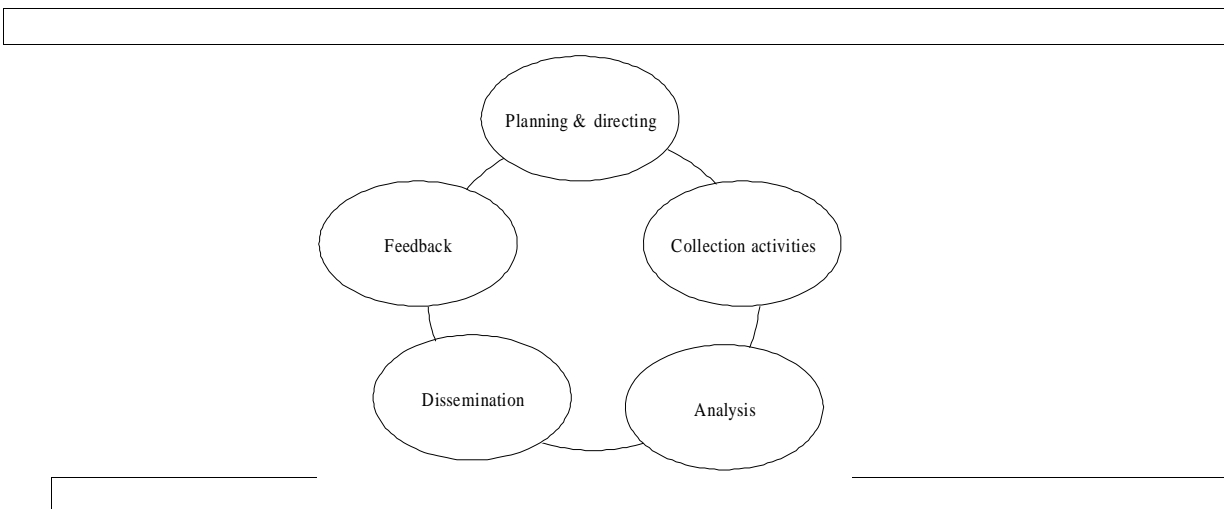 Planning & directing
Feedback
Collection activities
Dissemination
Analysis